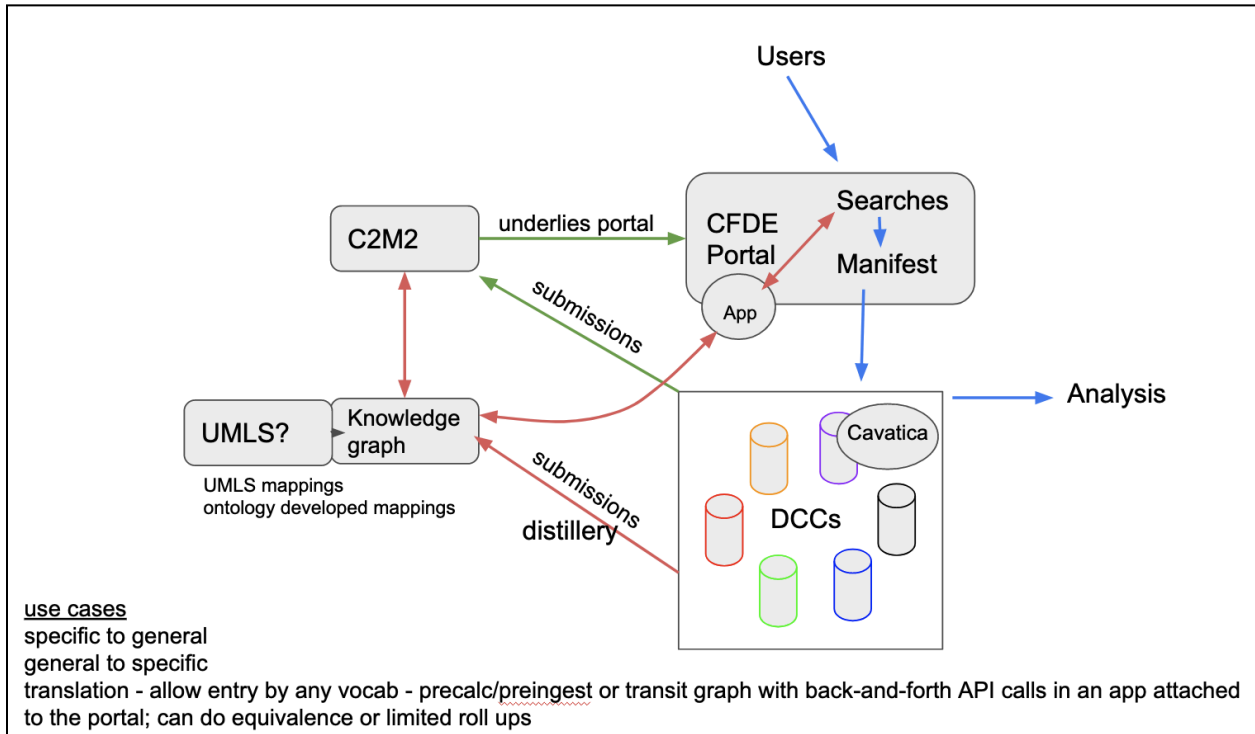 Users
Searches
CFDE
Portal
Manifest
App
underlies portal
C2M2
submissions
UMLS?
Knowledge
graph
UMLS mappings
ontology developed mappings
submissions
distillery
Cavatica
DCCs
Analysis
use cases
specific to general
general to specific
translation - allow entry by any vocab - precalc/preingest or transit graph with back-and-forth API calls in an app attached
to the portal; can do equivalence or limited roll ups